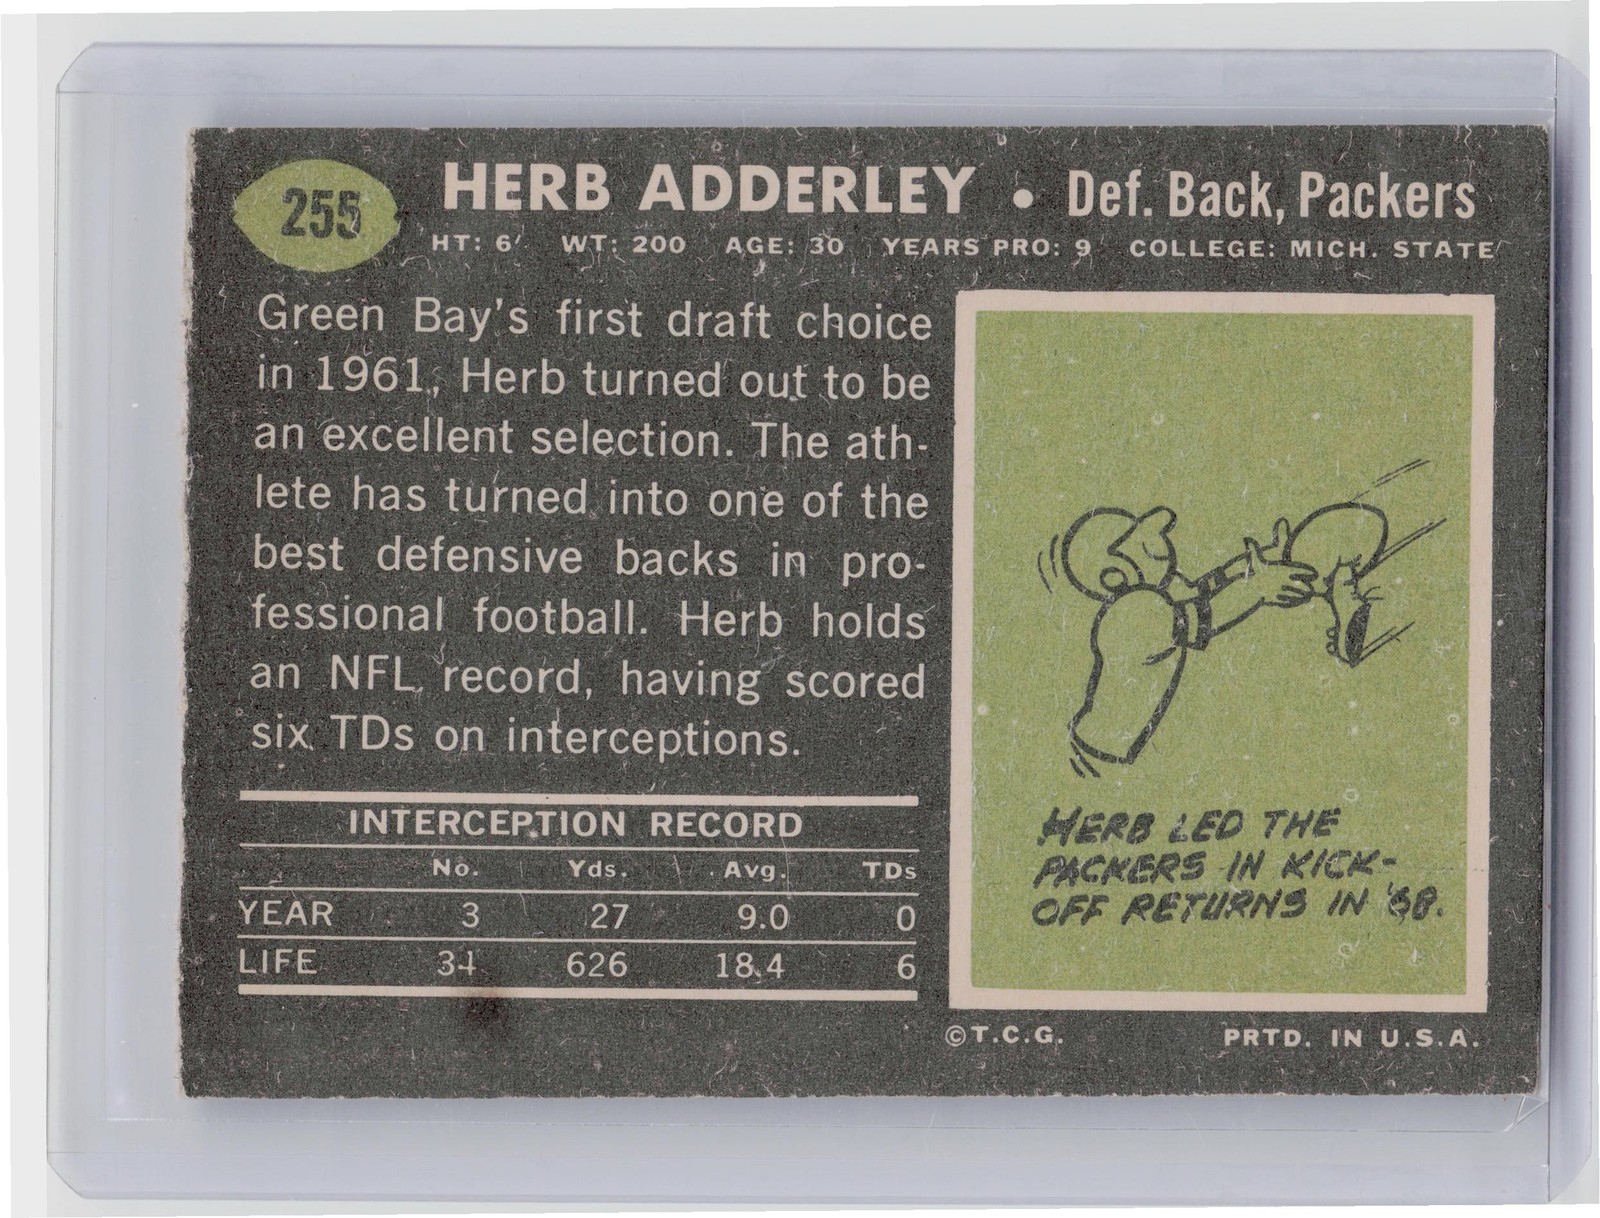 255
HERB ADDERLEY • Def. Back, Packers
HT: 6' WT: 200 AGE: 30 YEARS PRO: 9 COLLEGE: MICH. STATE
Green Bay's first draft choice
in 1961, Herb turned out to be
an excellent selection. The ath-
lete has turned into one of the
best defensive backs in pro-
fessional football. Herb holds
an NFL record, having scored
six TDs on interceptions.
INTERCEPTION RECORD
No. Yds. Avg. TDs
YEAR 3 27 9.0 0
LIFE 34 626 18.4 6
HERB LED THE
PACKERS IN KICK-
OFF RETURNS IN '68.
©T.C.G. PRTD. IN U.S.A.